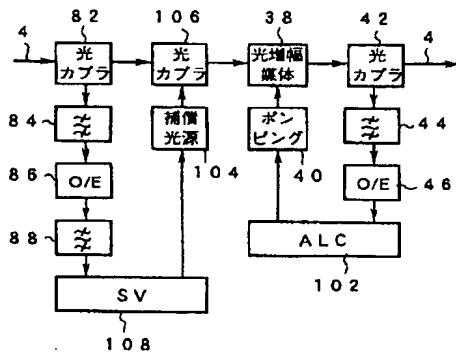 82
106
38
42
4
4
光
カプラ
光
カプラ
光増幅
媒体
光
カプラ
84
補償
光源
104
ポン
ピング
40
44
86
O/E
O/E
46
88
ALC
102
SV
108